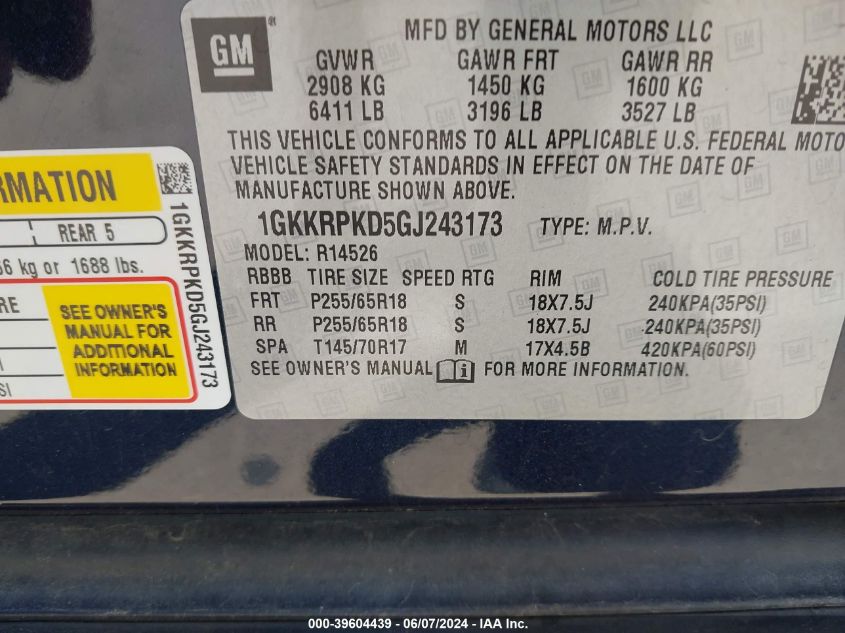 GM
MFD BY GENERAL MOTORS LLC
GVWR GAWR FRT GAWR RR
2908 KG 1450 KG 1600 KG
6411 LB 3196 LB 3527 LB
THIS VEHICLE CONFORMS TO ALL APPLICABLE U.S. FEDERAL MOTO
VEHICLE SAFETY STANDARDS IN EFFECT ON THE DATE OF
MANUFACTURE SHOWN ABOVE.
1GKKRPKD5GJ243173 TYPE: M.P.V.
MODEL: R14526
RBBB TIRE SIZE SPEED RTG RIM COLD TIRE PRESSURE
FRT P255/65R18 S 18X7.5J 240KPA(35PSI)
RR P255/65R18 S 18X7.5J 240KPA(35PSI)
SPA T145/70R17 M 17X4.5B 420KPA(60PSI)
SEE OWNER'S MANUAL FOR MORE INFORMATION.
RMATION
REAR 5
66 kg or 1688 lbs.
RE
SEE OWNER'S
MANUAL FOR
ADDITIONAL
INFORMATION
SI
1GKKRPKD5GJ243173
000-39604439 - 06/07/2024 - IAA Inc.